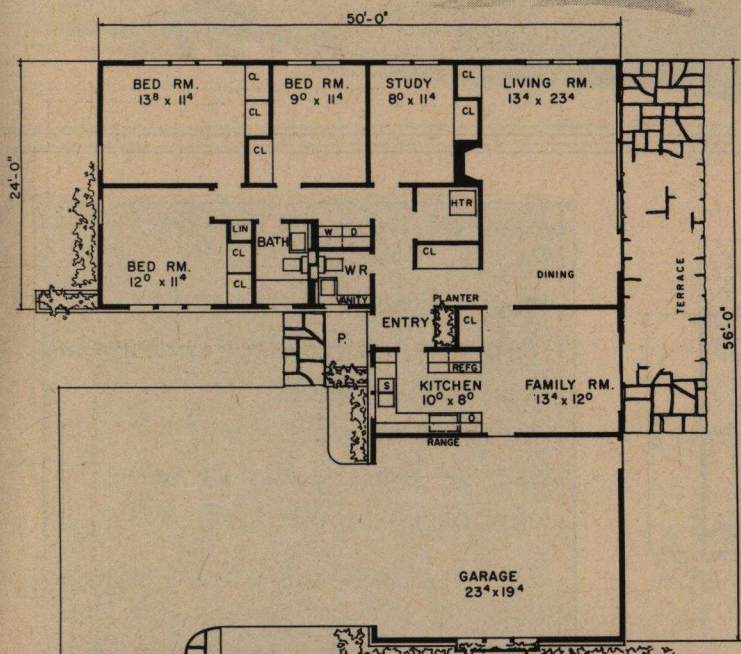 50'-0"
24'-0"
BED RM.
13⁸ x 11⁴
CL
CL
CL
BED RM.
9⁰ x 11⁴
STUDY
8⁰ x 11⁴
CL
CL
LIVING RM.
13⁴ x 23⁴
HTR
CL
BED RM.
12⁰ x 11⁴
LIN
CL
CL
BATH
W D
WR
VANITY
DINING
TERRACE
56'-0"
PLANTER
ENTRY
CL
P.
REFG
S
KITCHEN
10⁰ x 8⁰
O
RANGE
FAMILY RM.
13⁴ x 12⁰
GARAGE
23⁴ x 19⁴